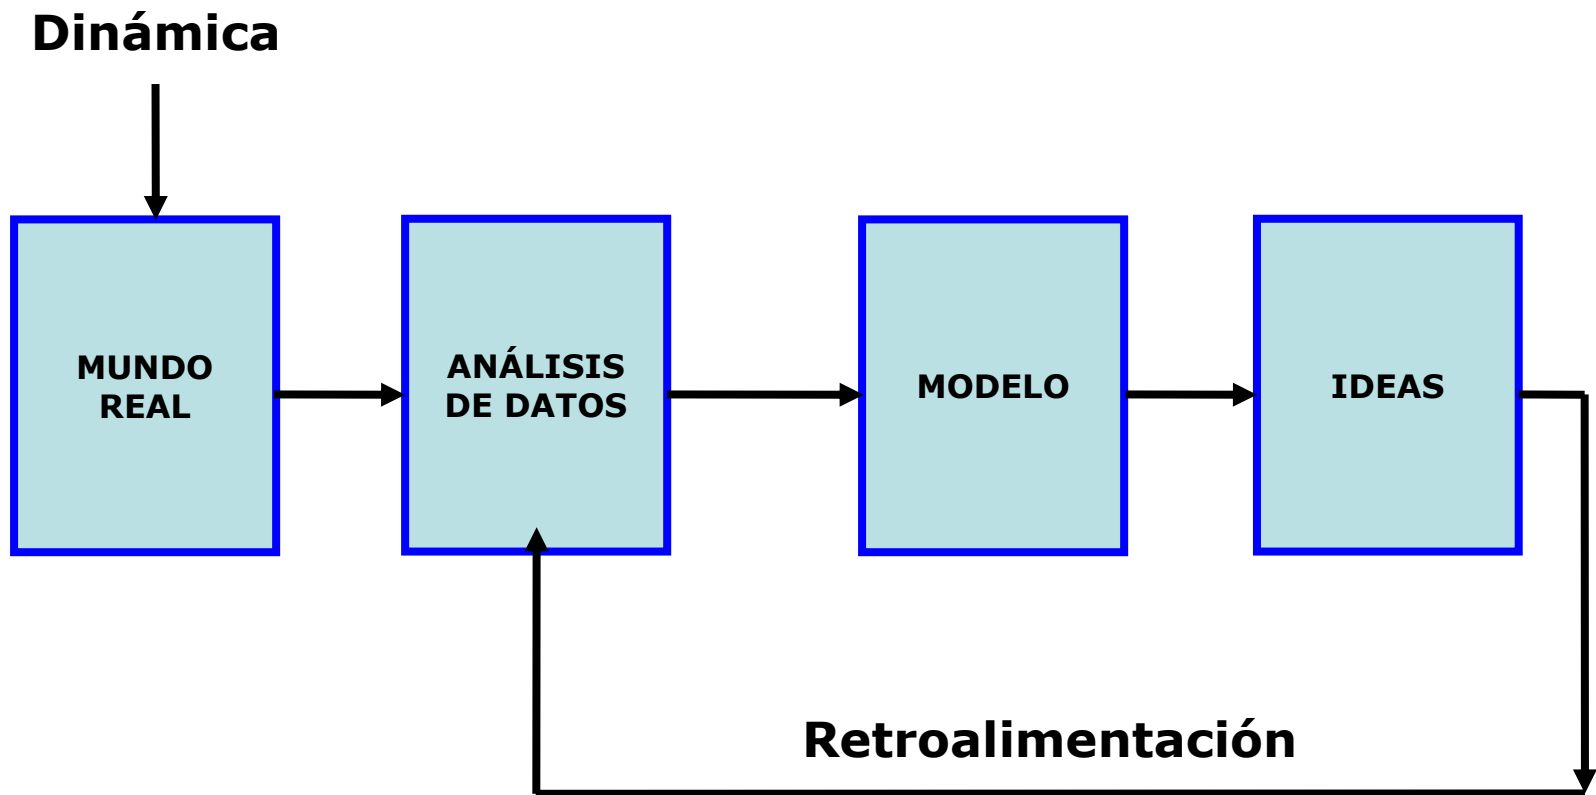 Dinámica
MUNDO
REAL
ANÁLISIS
DE DATOS
MODELO
IDEAS
Retroalimentación